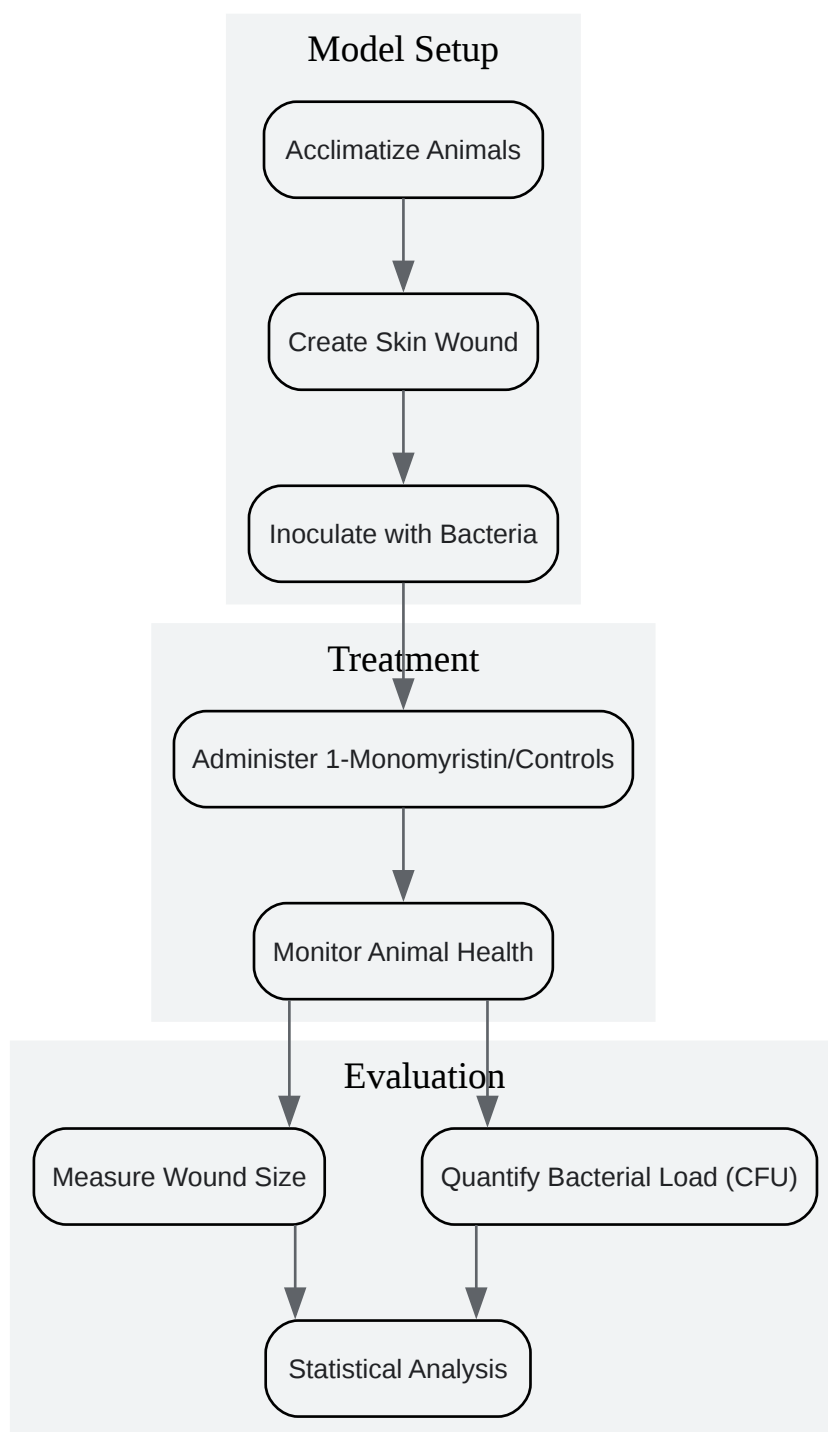 Model Setup
Acclimatize Animals
Create Skin Wound
Inoculate with Bacteria
Treatment
Administer 1-Monomyristin/Controls
Monitor Animal Health
Evaluation
Measure Wound Size
Quantify Bacterial Load (CFU)
Statistical Analysis